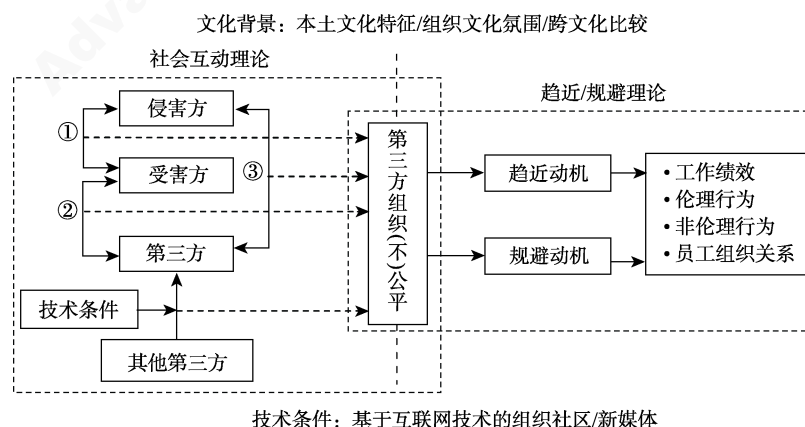 文化背景：本土文化特征/组织文化氛围/跨文化比较
社会互动理论
趋近/规避理论
侵害方
①
受害方
③
②
第三方
技术条件
其他第三方
第三方组织(不)公平
趋近动机
规避动机
• 工作绩效
• 伦理行为
• 非伦理行为
• 员工组织关系
技术条件：基于互联网技术的组织社区/新媒体
Adva